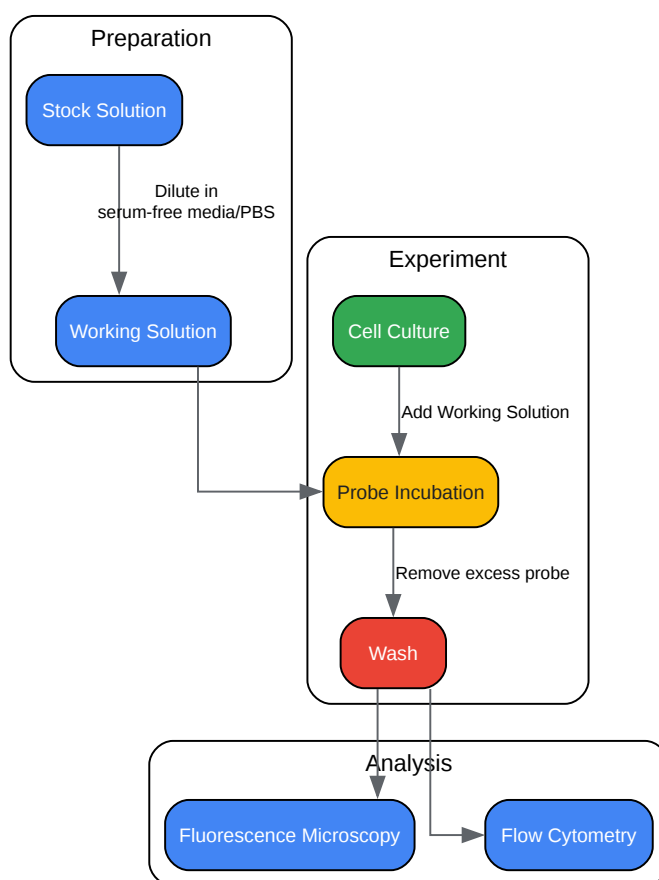 Preparation
Stock Solution
Dilute in
serum-free media/PBS
Working Solution
Experiment
Cell Culture
Add Working Solution
Probe Incubation
Remove excess probe
Wash
Analysis
Fluorescence Microscopy
Flow Cytometry